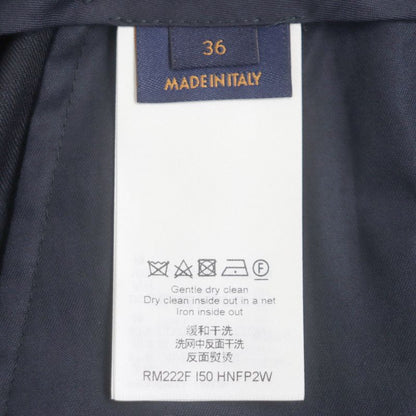 36
MADE IN ITALY
F
Gentle dry clean
Dry clean inside out in a net
Iron inside out
缓和干洗
洗网中反面干洗
反面熨烫
RM222F I50 HNFP2W